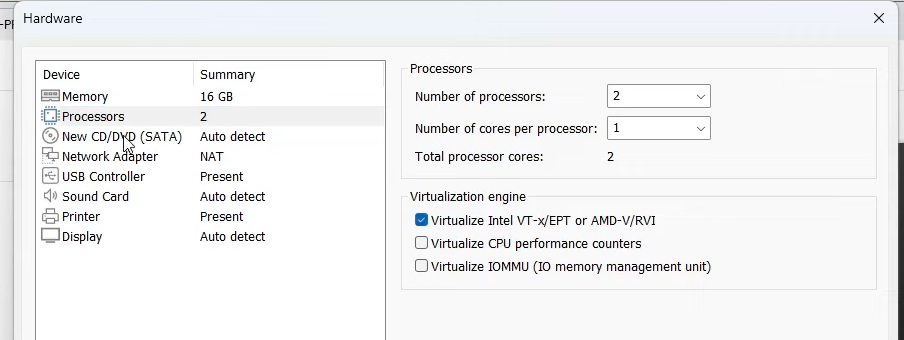 Hardware
-PR
Device Summary
Memory 16 GB
Processors 2
New CD/DVD (SATA) Auto detect
Network Adapter NAT
USB Controller Present
Sound Card Auto detect
Printer Present
Display Auto detect
Processors
Number of processors: 2
Number of cores per processor: 1
Total processor cores: 2
Virtualization engine
Virtualize Intel VT-x/EPT or AMD-V/RVI
Virtualize CPU performance counters
Virtualize IOMMU (IO memory management unit)